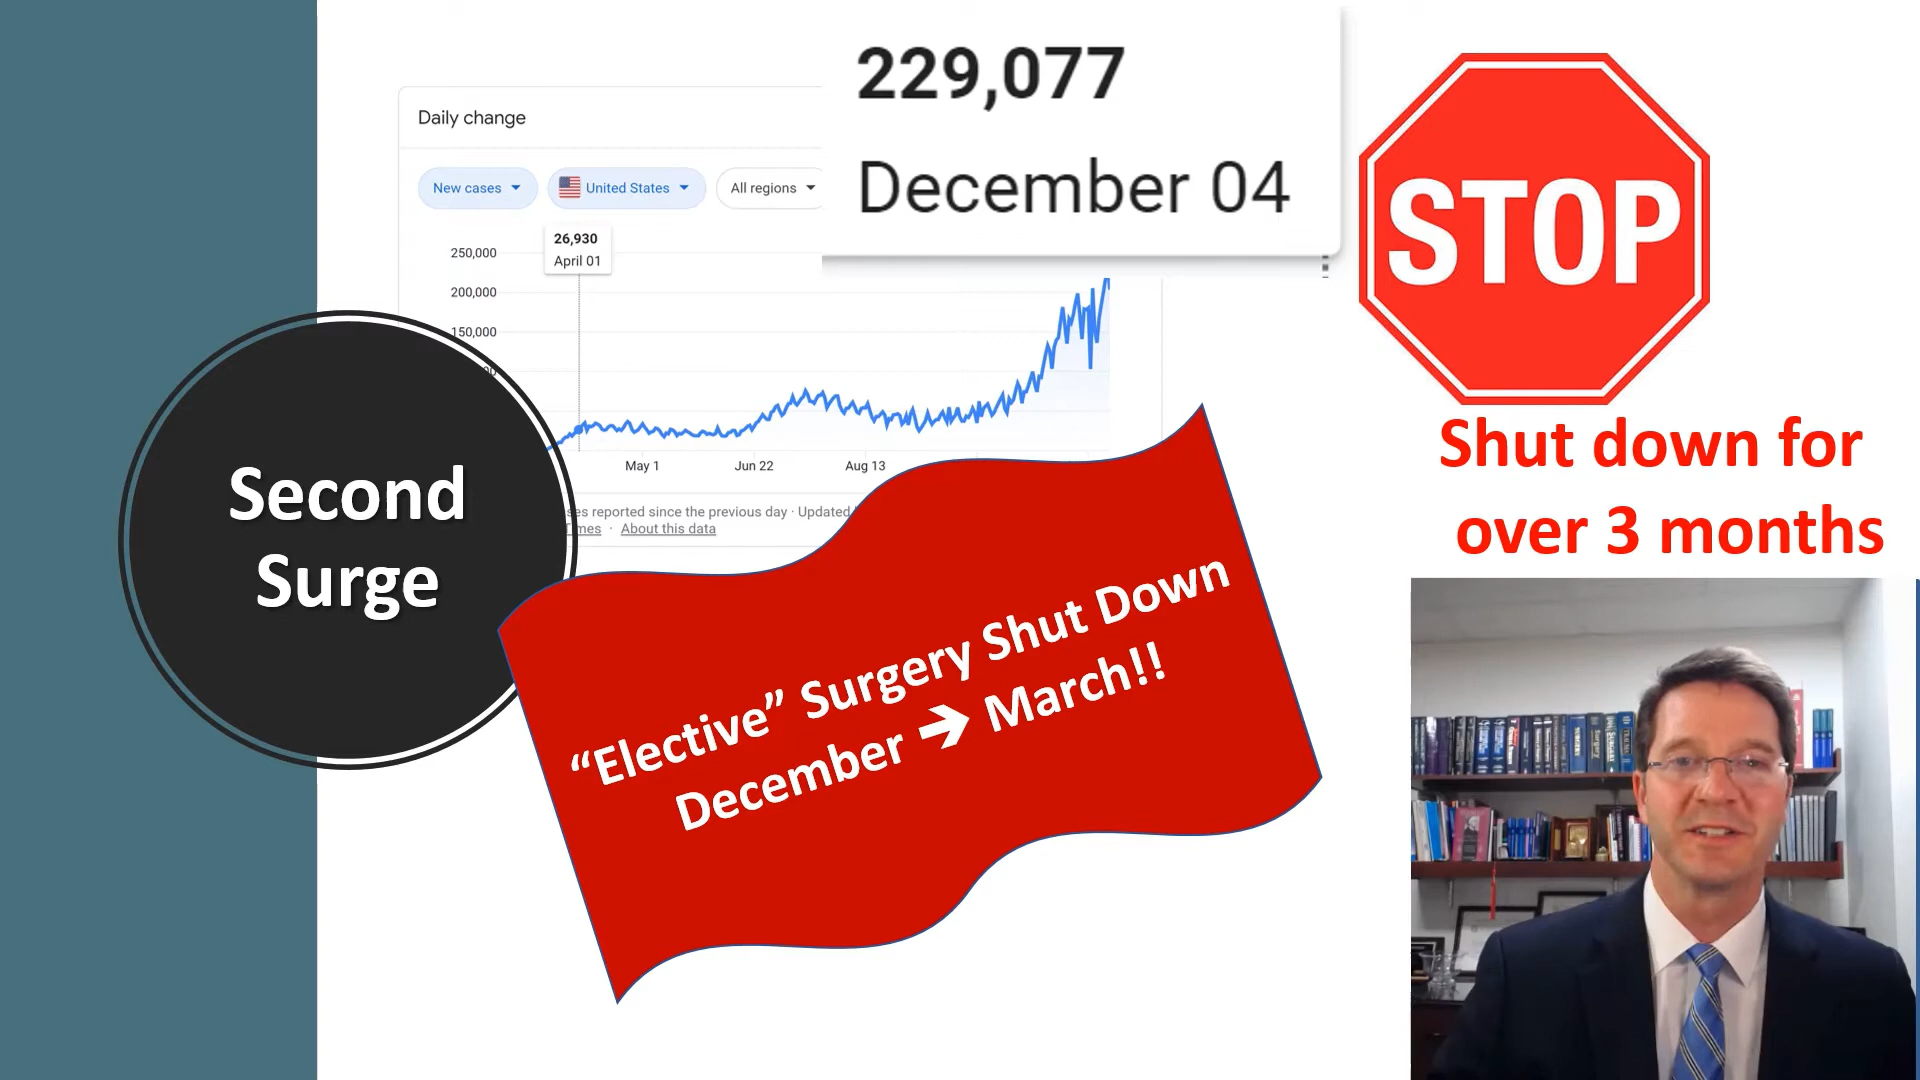 Second
Surge
Daily change
New cases
United States
All regions
26,930
April 01
250,000
200,000
150,000
May 1
Jun 22
Aug 13
reported since the previous day · Updated
About this data
229,077
December 04
STOP
Shut down for
over 3 months
“Elective” Surgery Shut Down
December ➔ March!!